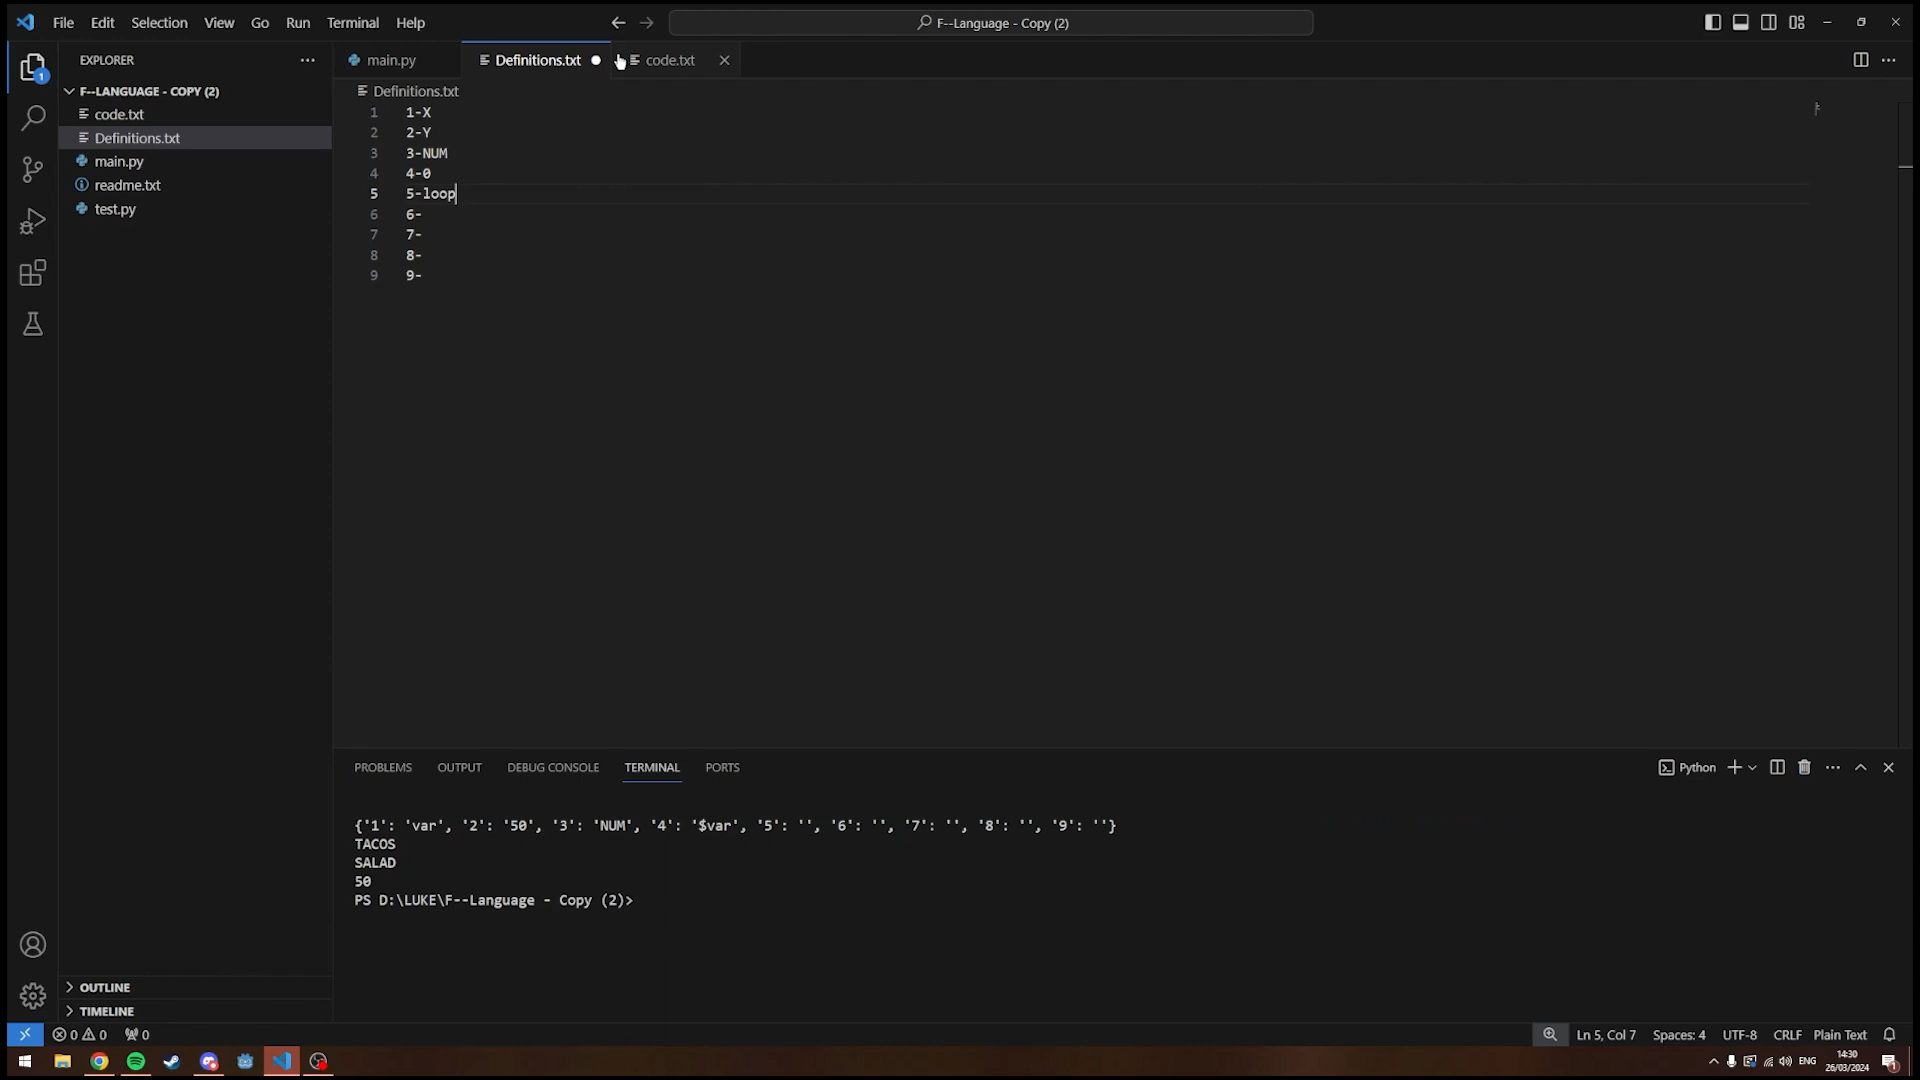 File Edit Selection View Go Run Terminal Help
F--Language - Copy (2)
EXPLORER
F--LANGUAGE - COPY (2)
code.txt
Definitions.txt
main.py
readme.txt
test.py
OUTLINE
TIMELINE
main.py Definitions.txt code.txt
Definitions.txt
1 1-X
2 2-Y
3 3-NUM
4 4-0
5 5-loop
6 6-
7 7-
8 8-
9 9-
PROBLEMS OUTPUT DEBUG CONSOLE TERMINAL PORTS
Python
{'1': 'var', '2': '50', '3': 'NUM', '4': '$var', '5': '', '6': '', '7': '', '8': '', '9': ''}
TACOS
SALAD
50
PS D:\LUKE\F--Language - Copy (2)>
0 0 0 Ln 5, Col 7 Spaces: 4 UTF-8 CRLF Plain Text
1
ENG 14:30
26/03/2024
1